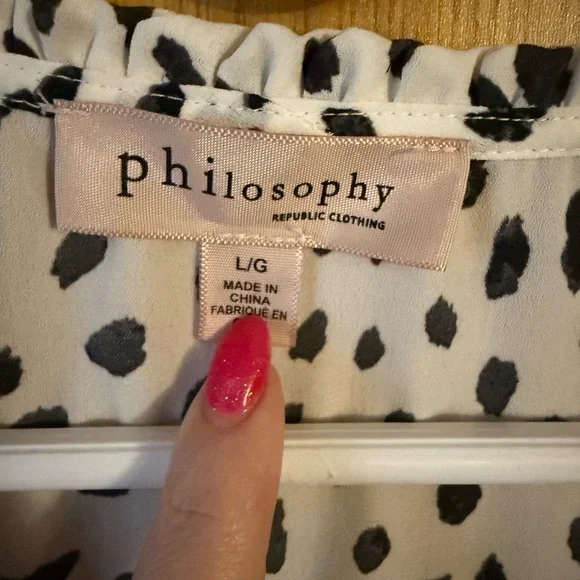 philosophy
REPUBLIC CLOTHING
L/G
MADE IN
CHINA
FABRIQUÉ EN